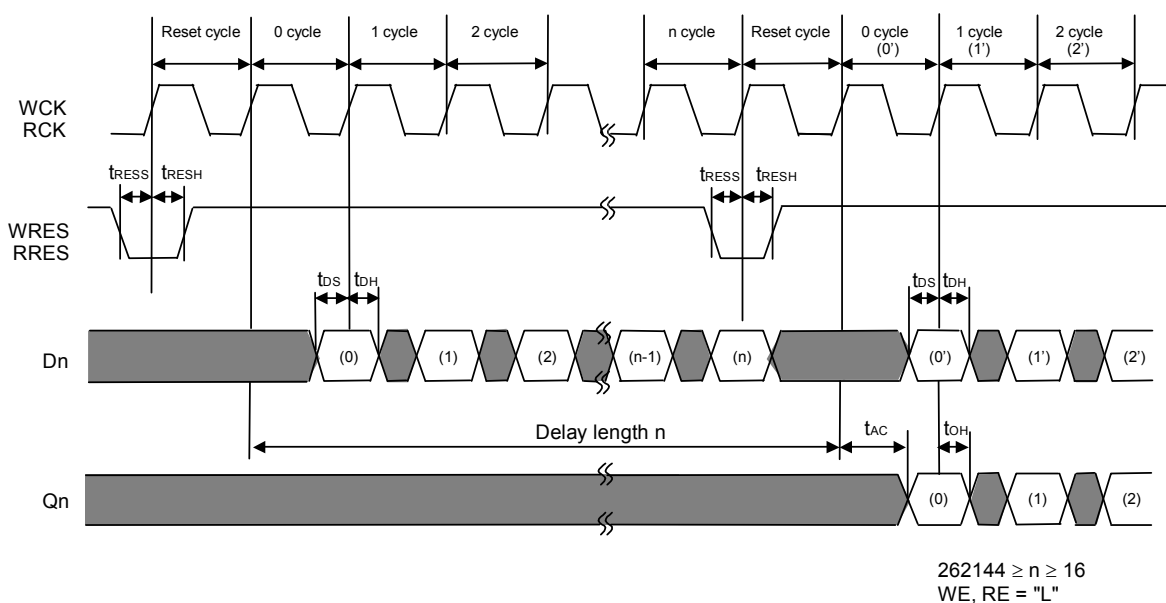 Reset cycle 0 cycle 1 cycle 2 cycle n cycle Reset cycle 0 cycle (0') 1 cycle (1') 2 cycle (2')
WCK
RCK
tRESS tRESH tRESS tRESH
WRES
RRES
tDS tDH tDS tDH
Dn (0) (1) (2) (n-1) (n) (0') (1') (2')
Delay length n tAC tOH
Qn (0) (1) (2)
262144 ≥ n ≥ 16
WE, RE = "L"